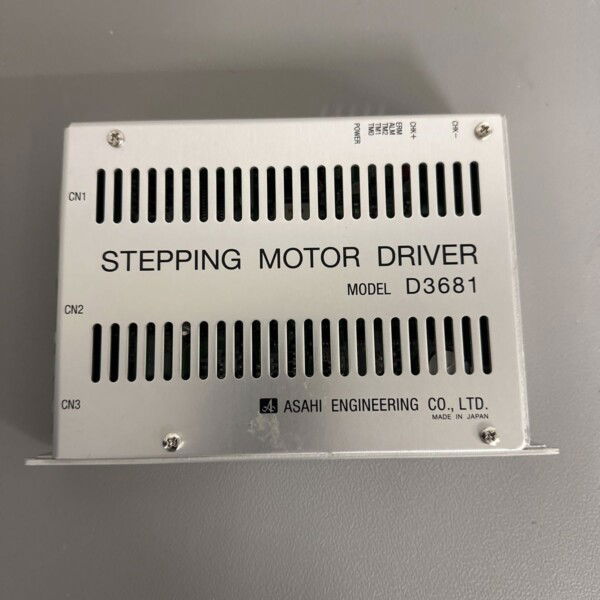 POWER
TM0
TM1
TM2
ALM
ERM
CHK+
CHK-
CN1
STEPPING MOTOR DRIVER
MODEL D3681
CN2
CN3
ASAHI ENGINEERING CO., LTD.
MADE IN JAPAN